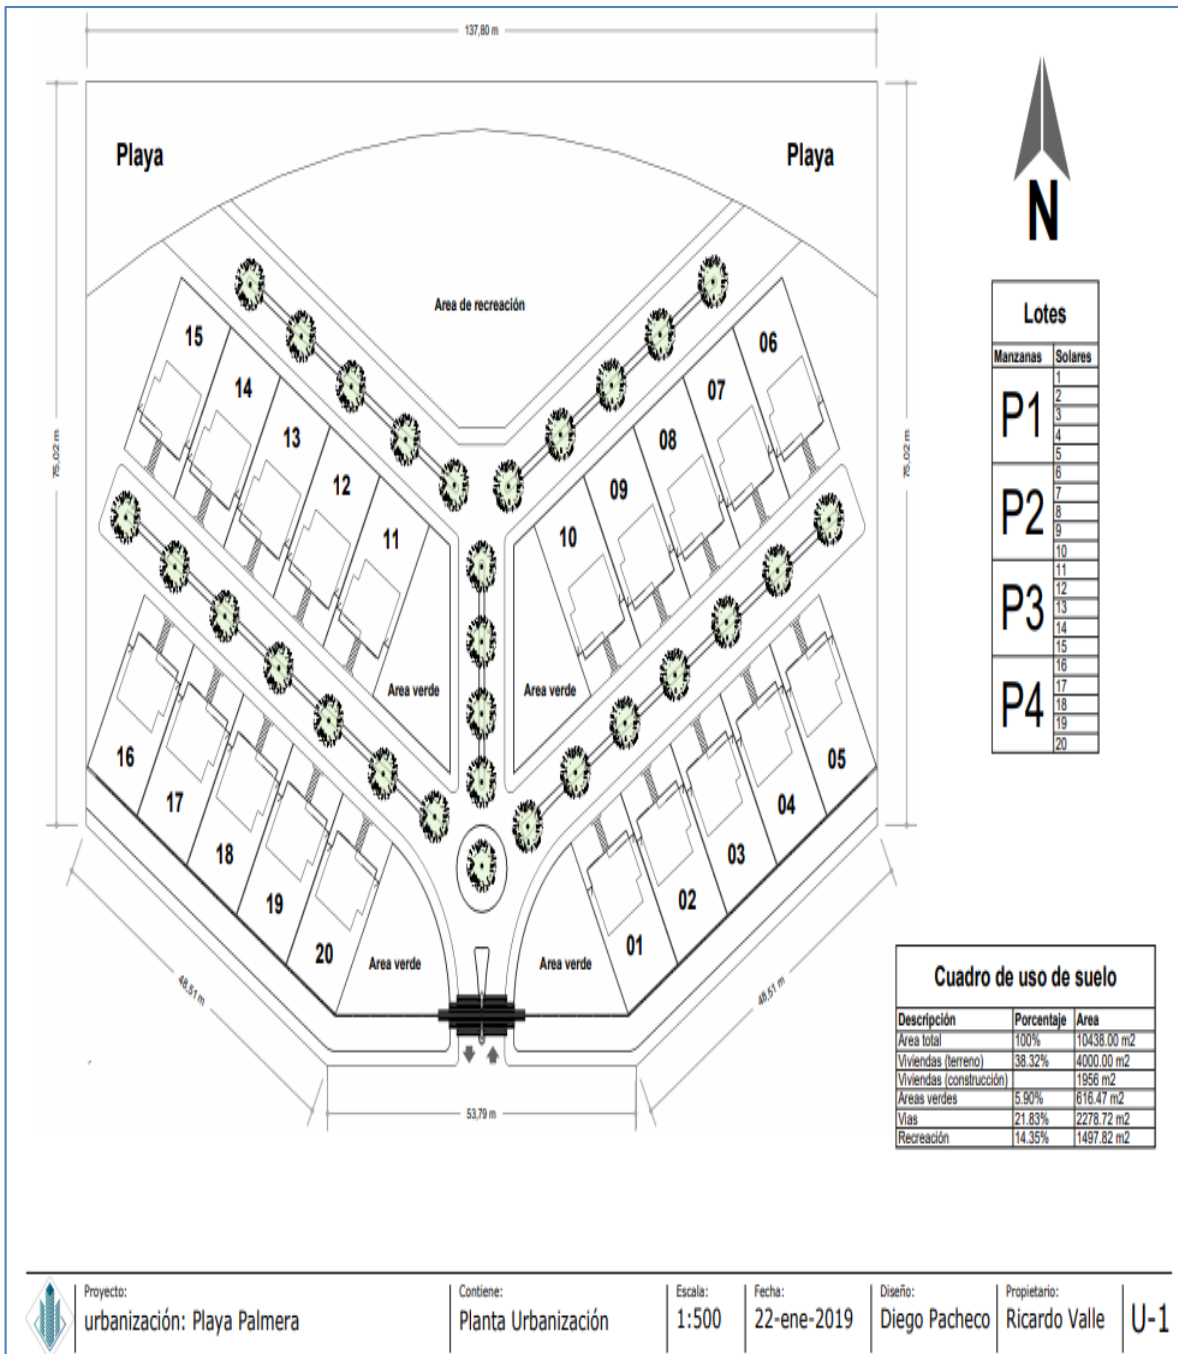 137,80 m
Playa
Playa
N
75,02 m
75,02 m
Area de recreación
15
14
13
12
11
06
07
08
09
10
Area verde
Area verde
16
17
18
19
20
05
04
03
02
01
Area verde
Area verde
48,51 m
48,51 m
53,79 m
Lotes
Manzanas Solares
P1
1
2
3
4
5
P2
6
7
8
9
10
P3
11
12
13
14
15
P4
16
17
18
19
20
Cuadro de uso de suelo
Descripción Porcentaje Area
Area total 100% 10438.00 m2
Viviendas (terreno) 38.32% 4000.00 m2
Viviendas (construcción) 1956 m2
Areas verdes 5.90% 616.47 m2
Vias 21.83% 2278.72 m2
Recreación 14.35% 1497.82 m2
Proyecto:
urbanización: Playa Palmera
Contiene:
Planta Urbanización
Escala:
1:500
Fecha:
22-ene-2019
Diseño:
Diego Pacheco
Propietario:
Ricardo Valle
U-1